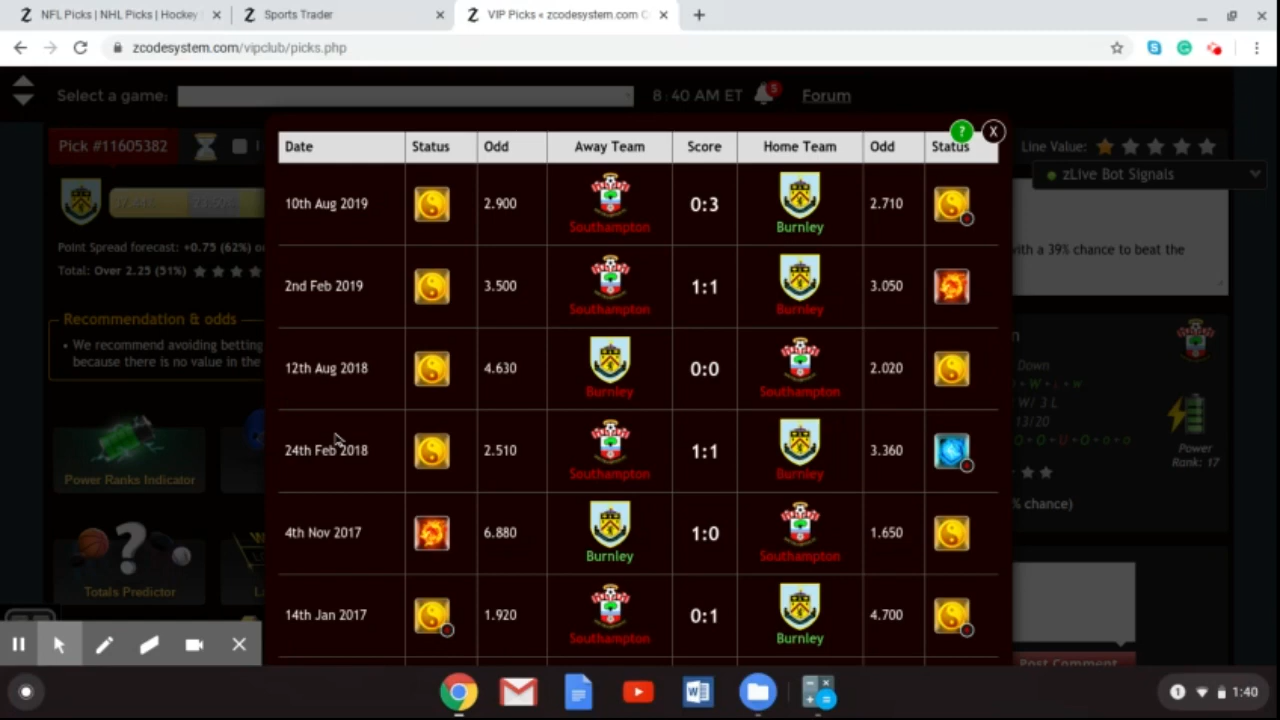 NFL Picks | NHL Picks | Hockey
Sports Trader
VIP Picks « zcodesystem.com
zcodesystem.com/vipclub/picks.php
Select a game:
8:40 AM ET
5
Forum
Pick #11605382
Line Value:
zLive Bot Signals
?
X
Date Status Odd Away Team Score Home Team Odd Status
10th Aug 2019 2.900 Southampton 0:3 Burnley 2.710
2nd Feb 2019 3.500 Southampton 1:1 Burnley 3.050
12th Aug 2018 4.630 Burnley 0:0 Southampton 2.020
24th Feb 2018 2.510 Southampton 1:1 Burnley 3.360
4th Nov 2017 6.880 Burnley 1:0 Southampton 1.650
14th Jan 2017 1.920 Southampton 0:1 Burnley 4.700
Point Spread forecast: +0.75 (62%)
Total: Over 2.25 (51%)
Recommendation & odds
• We recommend avoiding betting
because there is no value in the
Power Ranks Indicator
Totals Predictor
with a 39% chance to beat the
Down
W/ 3 L
13/20
Power
Rank: 17
% chance)
Post Comment
1 1:40